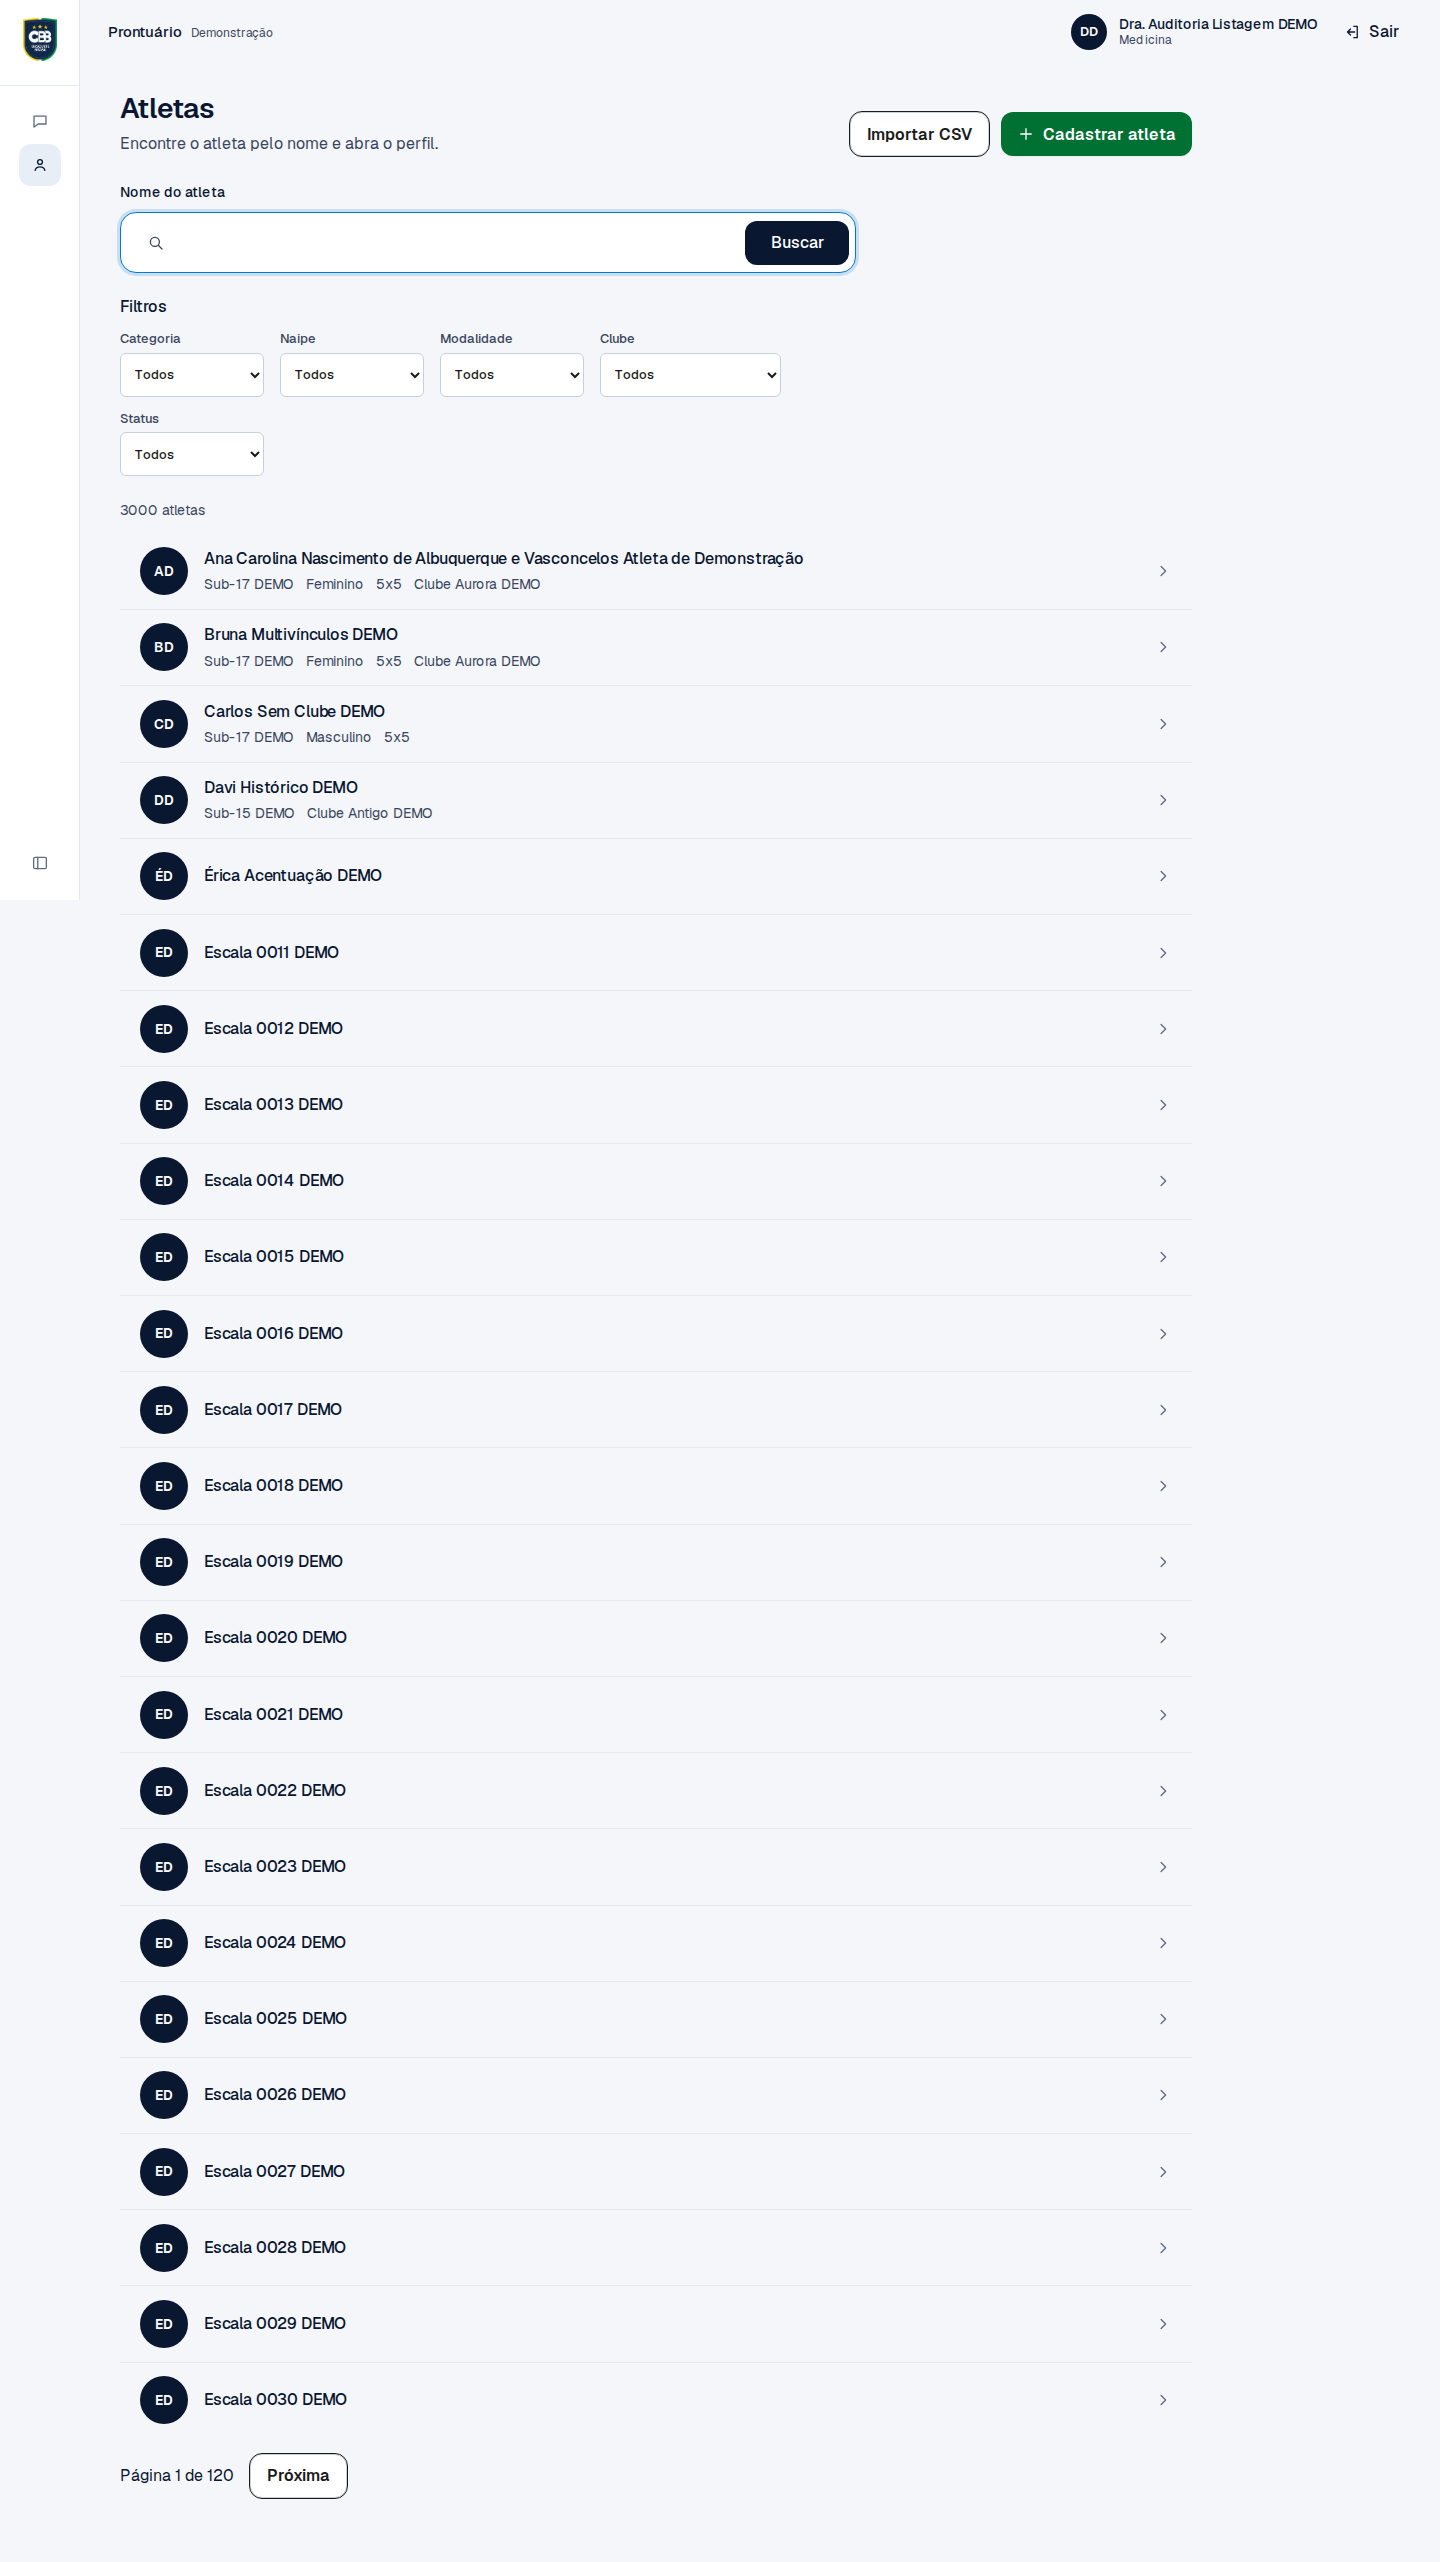 CBB
Prontuário Demonstração
DD
Dra. Auditoria Listagem DEMO
Medicina
Sair
Atletas
Encontre o atleta pelo nome e abra o perfil.
Importar CSV
Cadastrar atleta
Nome do atleta
Buscar
Filtros
Categoria Naipe Modalidade Clube
Todos Todos Todos Todos
Status
Todos
3000 atletas
AD
Ana Carolina Nascimento de Albuquerque e Vasconcelos Atleta de Demonstração
Sub-17 DEMO Feminino 5x5 Clube Aurora DEMO
BD
Bruna Multivínculos DEMO
Sub-17 DEMO Feminino 5x5 Clube Aurora DEMO
CD
Carlos Sem Clube DEMO
Sub-17 DEMO Masculino 5x5
DD
Davi Histórico DEMO
Sub-15 DEMO Clube Antigo DEMO
ÉD
Érica Acentuação DEMO
ED
Escala 0011 DEMO
ED
Escala 0012 DEMO
ED
Escala 0013 DEMO
ED
Escala 0014 DEMO
ED
Escala 0015 DEMO
ED
Escala 0016 DEMO
ED
Escala 0017 DEMO
ED
Escala 0018 DEMO
ED
Escala 0019 DEMO
ED
Escala 0020 DEMO
ED
Escala 0021 DEMO
ED
Escala 0022 DEMO
ED
Escala 0023 DEMO
ED
Escala 0024 DEMO
ED
Escala 0025 DEMO
ED
Escala 0026 DEMO
ED
Escala 0027 DEMO
ED
Escala 0028 DEMO
ED
Escala 0029 DEMO
ED
Escala 0030 DEMO
Página 1 de 120
Próxima